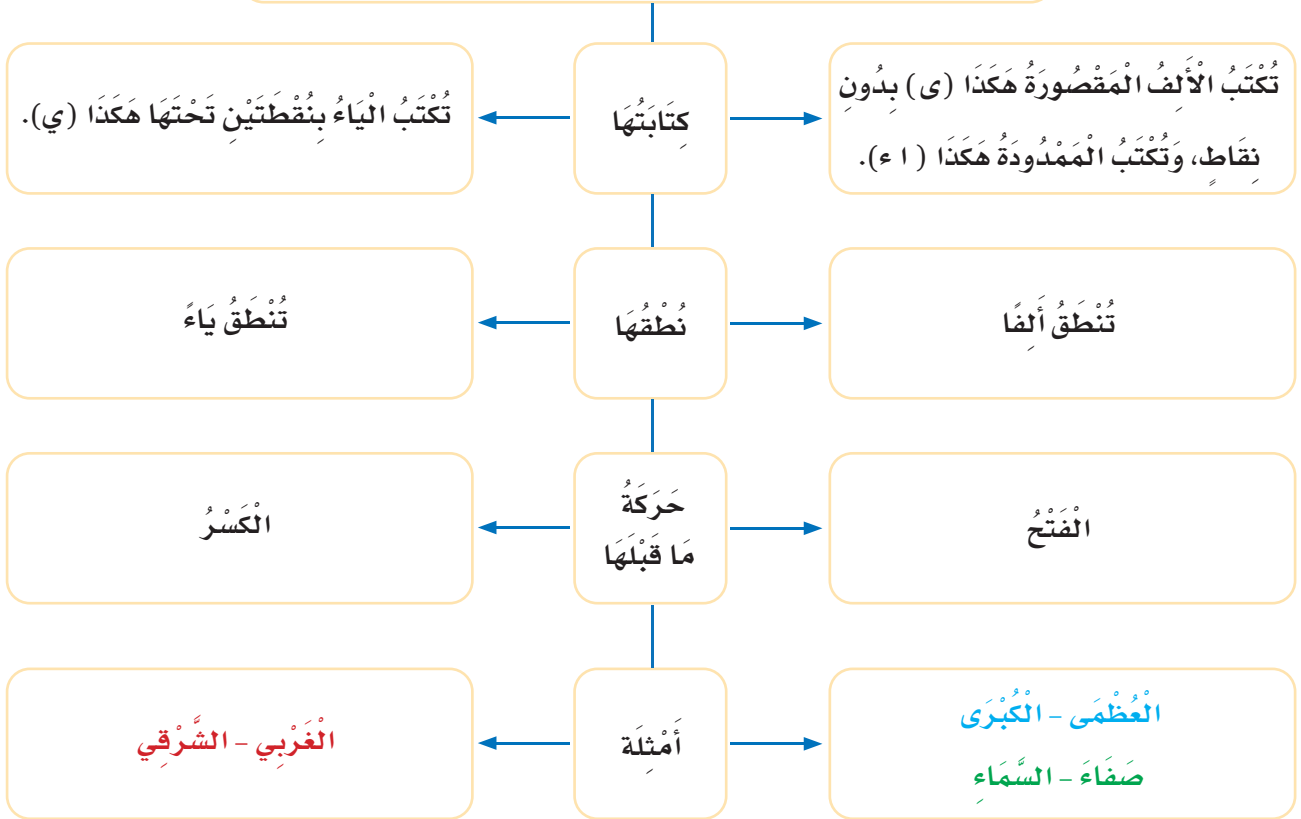 تُكْتَبُ الْأَلِفُ الْمَقْصُورَةُ هَكَذَا (ى) بِدُونِ
نِقَاطٍ، وَتُكْتَبُ الْمَمْدُودَةُ هَكَذَا (اء).
كِتَابَتُهَا
تُكْتَبُ الْيَاءُ بِنُقْطَتَيْنِ تَحْتَهَا هَكَذَا (ي).
تُنْطَقُ أَلِفًا
نُطْقُهَا
تُنْطَقُ يَاءً
الْفَتْحُ
حَرَكَةُ
مَا قَبْلَهَا
الْكَسْرُ
الْعُظْمَى - الْكُبْرَى
صَفَاءَ - السَّمَاءِ
أَمْثِلَة
الْغَرْبِي - الشَّرْقِي